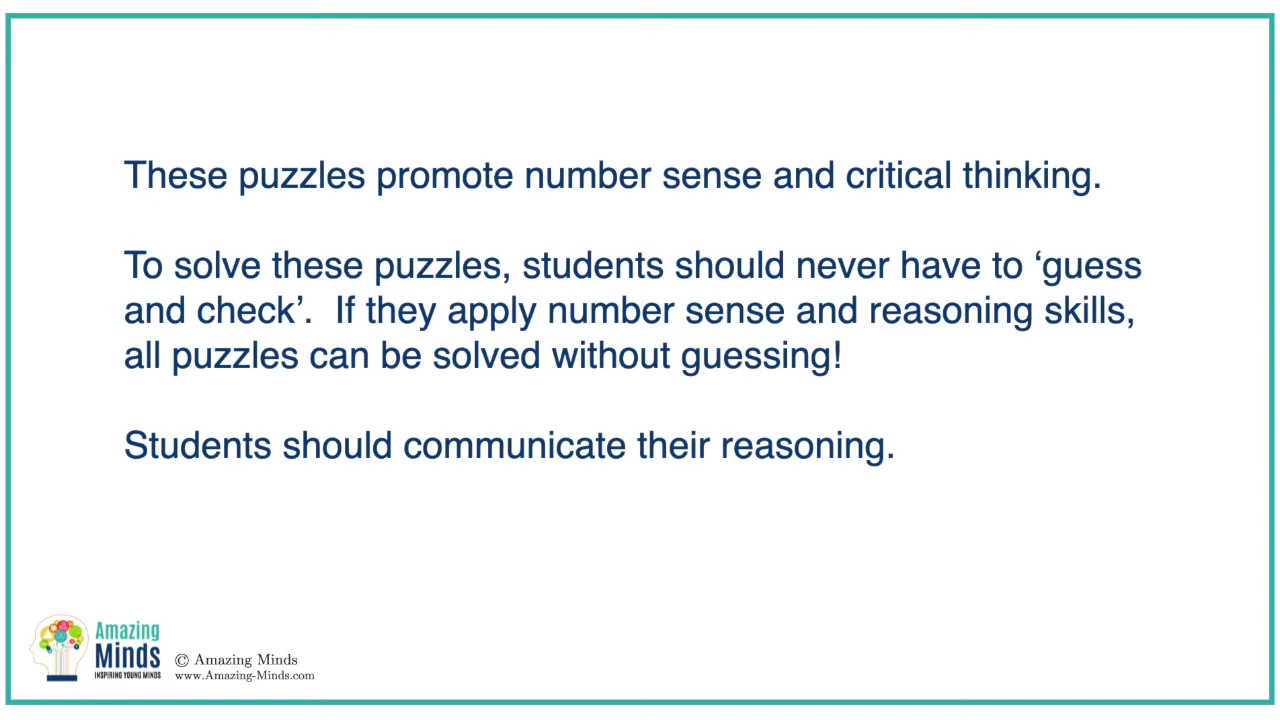 These puzzles promote number sense and critical thinking.
To solve these puzzles, students should never have to ‘guess
and check’.  If they apply number sense and reasoning skills,
all puzzles can be solved without guessing!
Students should communicate their reasoning.
Amazing
Minds
INSPIRING YOUNG MINDS
© Amazing Minds
www.Amazing-Minds.com